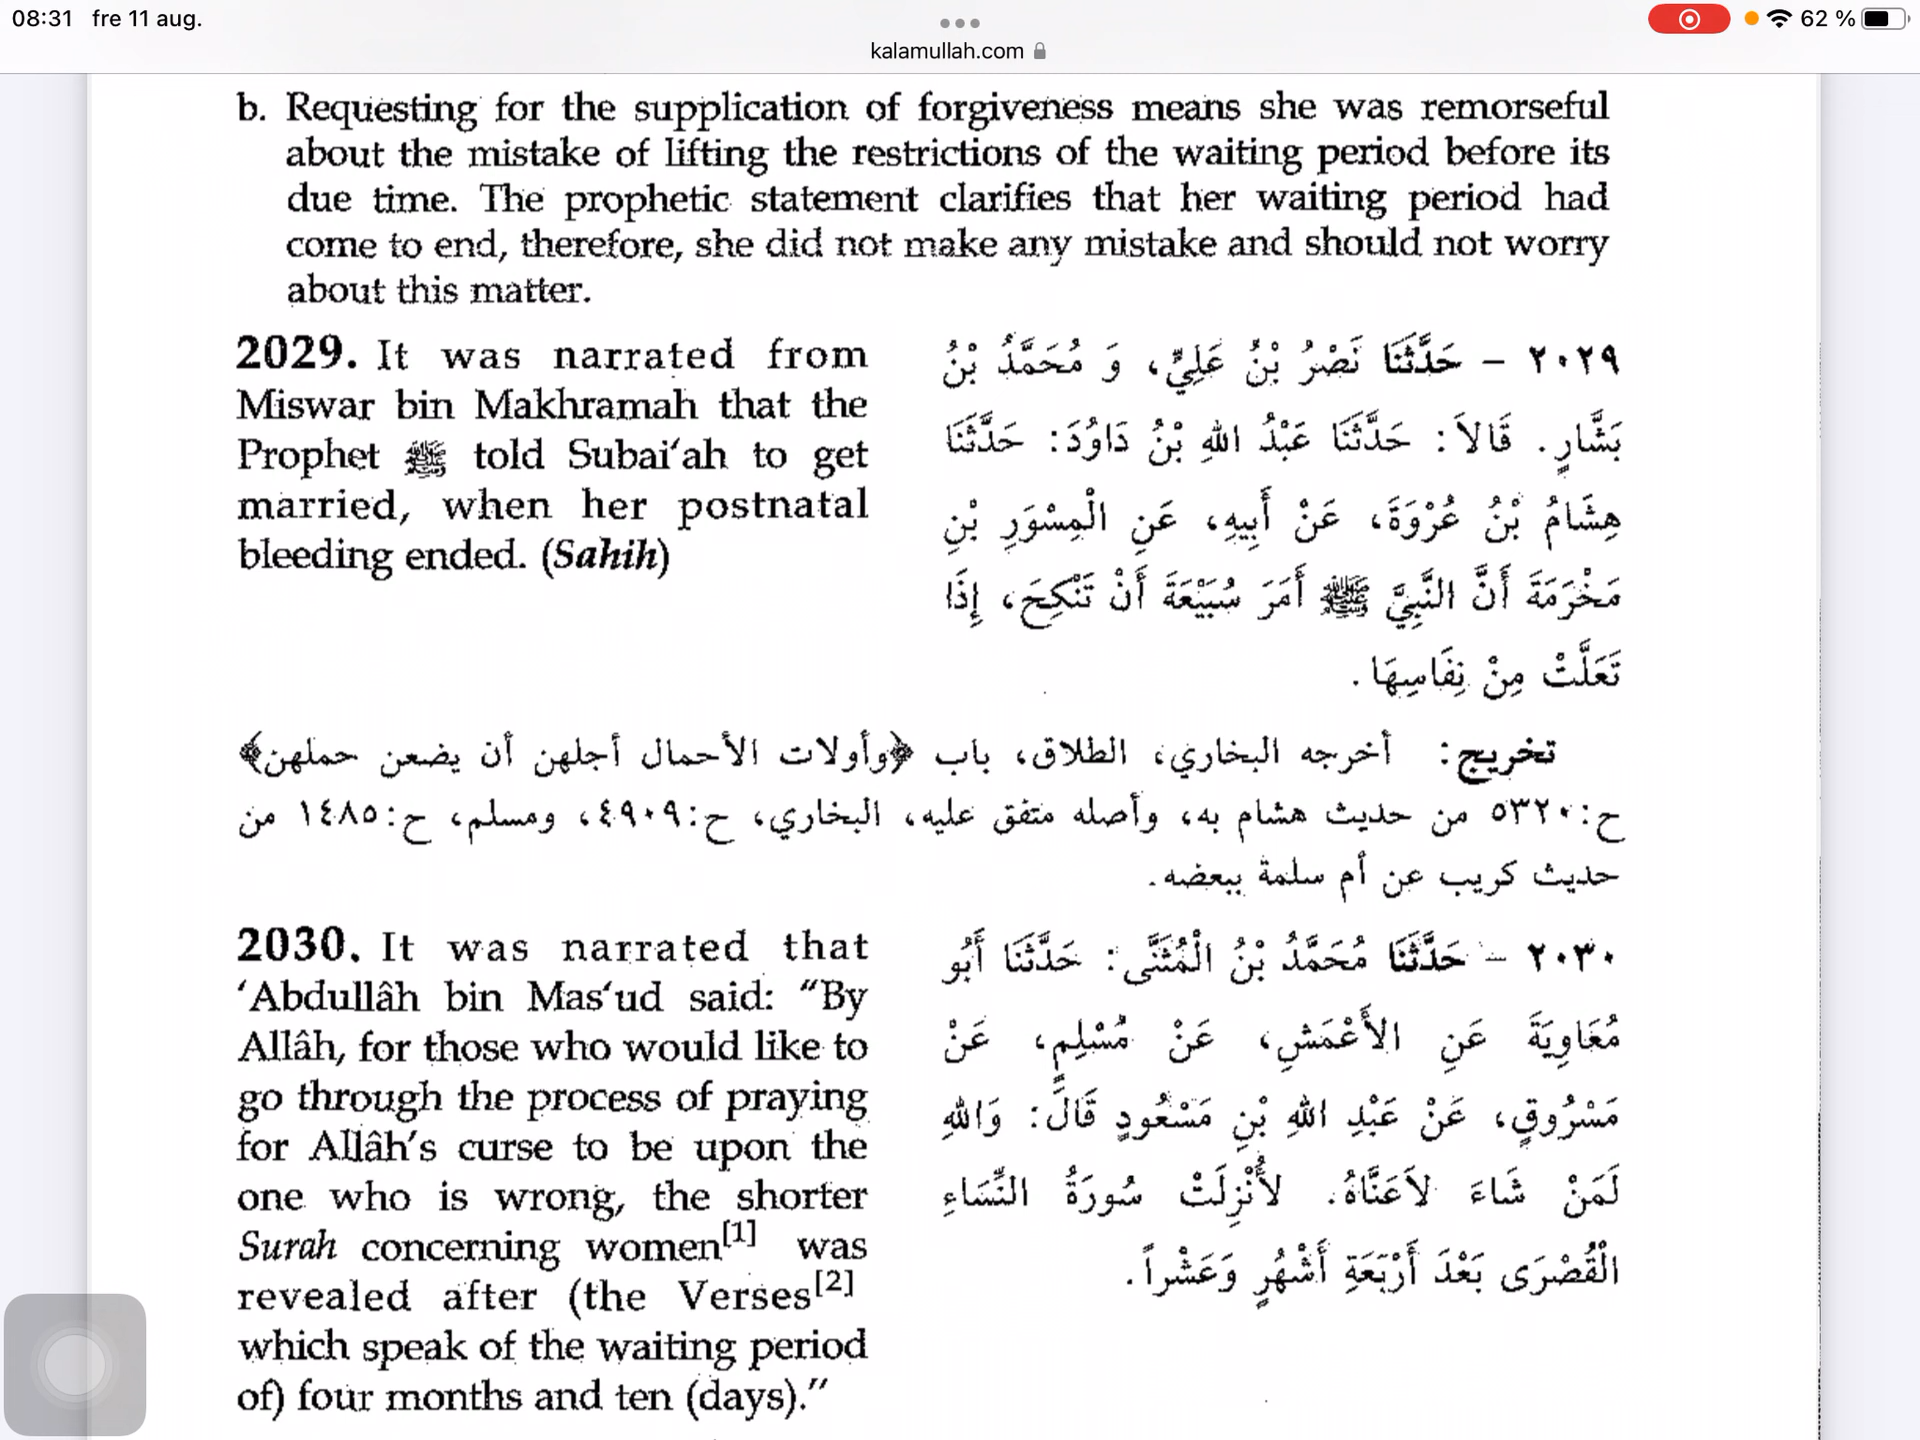 08:31 fre 11 aug.
62 %
kalamullah.com
b. Requesting for the supplication of forgiveness means she was remorseful
about the mistake of lifting the restrictions of the waiting period before its
due time. The prophetic statement clarifies that her waiting period had
come to end, therefore, she did not make any mistake and should not worry
about this matter.
2029. It was narrated from
Miswar bin Makhramah that the
Prophet ﷺ told Subai‘ah to get
married, when her postnatal
bleeding ended. (Sahih)
٢٠٢٩ - حَدَّثَنَا نَصْرُ بْنُ عَلِيٍّ، وَ مُحَمَّدُ بْنُ
بَشَّارٍ. قَالاَ: حَدَّثَنَا عَبْدُ اللهِ بْنُ دَاوُدَ: حَدَّثَنَا
هِشَامُ بْنُ عُرْوَةَ، عَنْ أَبِيهِ، عَنِ الْمِسْوَرِ بْنِ
مَخْرَمَةَ أَنَّ النَّبِيَّ ﷺ أَمَرَ سُبَيْعَةَ أَنْ تَنْكِحَ، إِذَا
تَعَلَّتْ مِنْ نِفَاسِهَا.
تخريج: أخرجه البخاري، الطلاق، باب ﴿وأولات الأحمال أجلهن أن يضعن حملهن﴾
ح:٥٣٢٠ من حديث هشام به، وأصله متفق عليه، البخاري، ح:٤٩٠٩، ومسلم، ح:١٤٨٥ من
حديث كريب عن أم سلمة ببعضه.
2030. It was narrated that
‘Abdullâh bin Mas‘ud said: “By
Allâh, for those who would like to
go through the process of praying
for Allâh’s curse to be upon the
one who is wrong, the shorter
Surah concerning women[1] was
revealed after (the Verses[2]
which speak of the waiting period
of) four months and ten (days).”
٢٠٣٠ - حَدَّثَنَا مُحَمَّدُ بْنُ الْمُثَنَّى: حَدَّثَنَا أَبُو
مُعَاوِيَةَ عَنِ الأَعْمَشِ، عَنْ مُسْلِمٍ، عَنْ
مَسْرُوقٍ، عَنْ عَبْدِ اللهِ بْنِ مَسْعُودٍ قَالَ: وَاللهِ
لَمَنْ شَاءَ لاَعَنَّاهُ. لأُنْزِلَتْ سُورَةُ النِّسَاءِ
الْقُصْرَى بَعْدَ أَرْبَعَةِ أَشْهُرٍ وَعَشْراً.